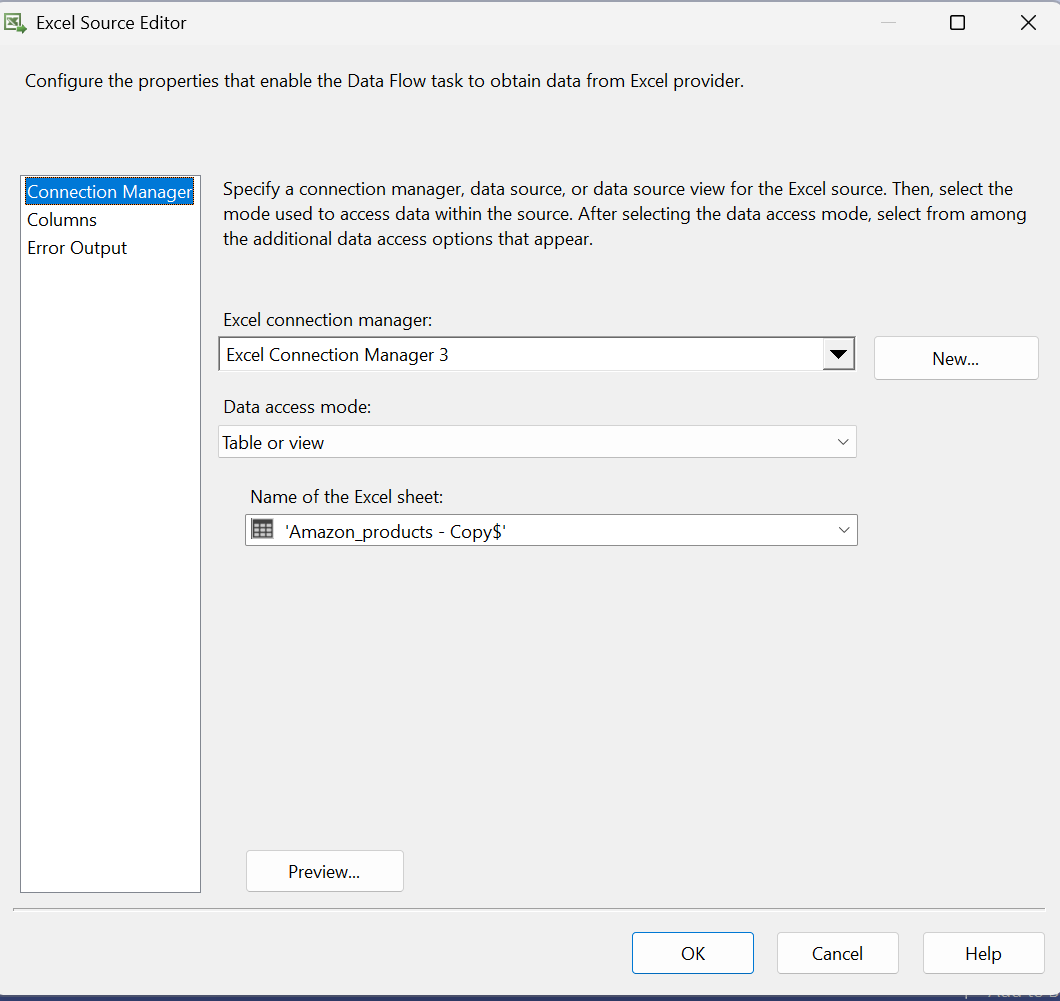 Excel Source Editor
Configure the properties that enable the Data Flow task to obtain data from Excel provider.
Connection Manager
Columns
Error Output
Specify a connection manager, data source, or data source view for the Excel source. Then, select the
mode used to access data within the source. After selecting the data access mode, select from among
the additional data access options that appear.
Excel connection manager:
Excel Connection Manager 3
New...
Data access mode:
Table or view
Name of the Excel sheet:
'Amazon_products - Copy$'
Preview...
OK
Cancel
Help